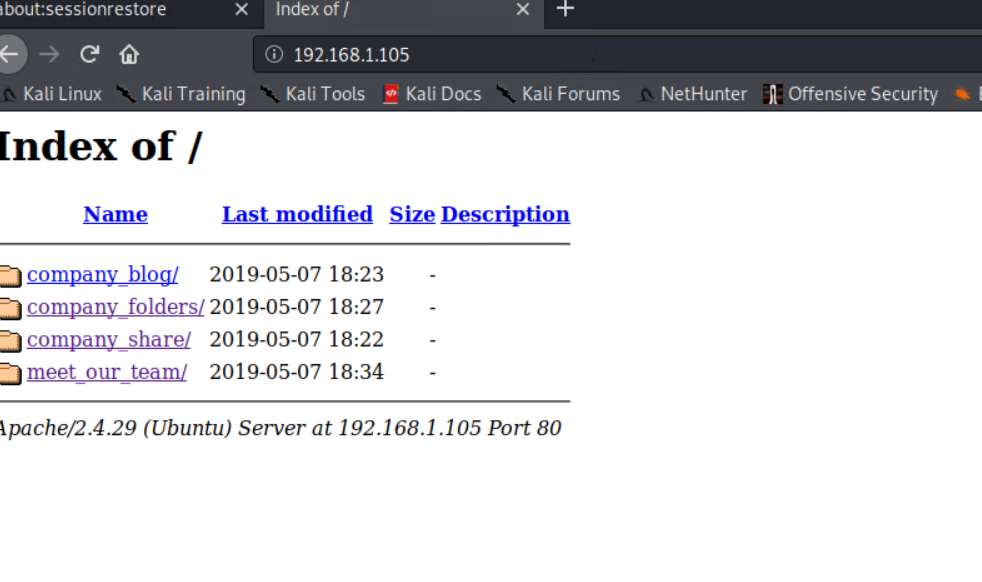 about:sessionrestore Index of /
192.168.1.105
Kali Linux Kali Training Kali Tools Kali Docs Kali Forums NetHunter Offensive Security
Index of /
Name Last modified Size Description
company_blog/ 2019-05-07 18:23 -
company_folders/ 2019-05-07 18:27 -
company_share/ 2019-05-07 18:22 -
meet_our_team/ 2019-05-07 18:34 -
Apache/2.4.29 (Ubuntu) Server at 192.168.1.105 Port 80